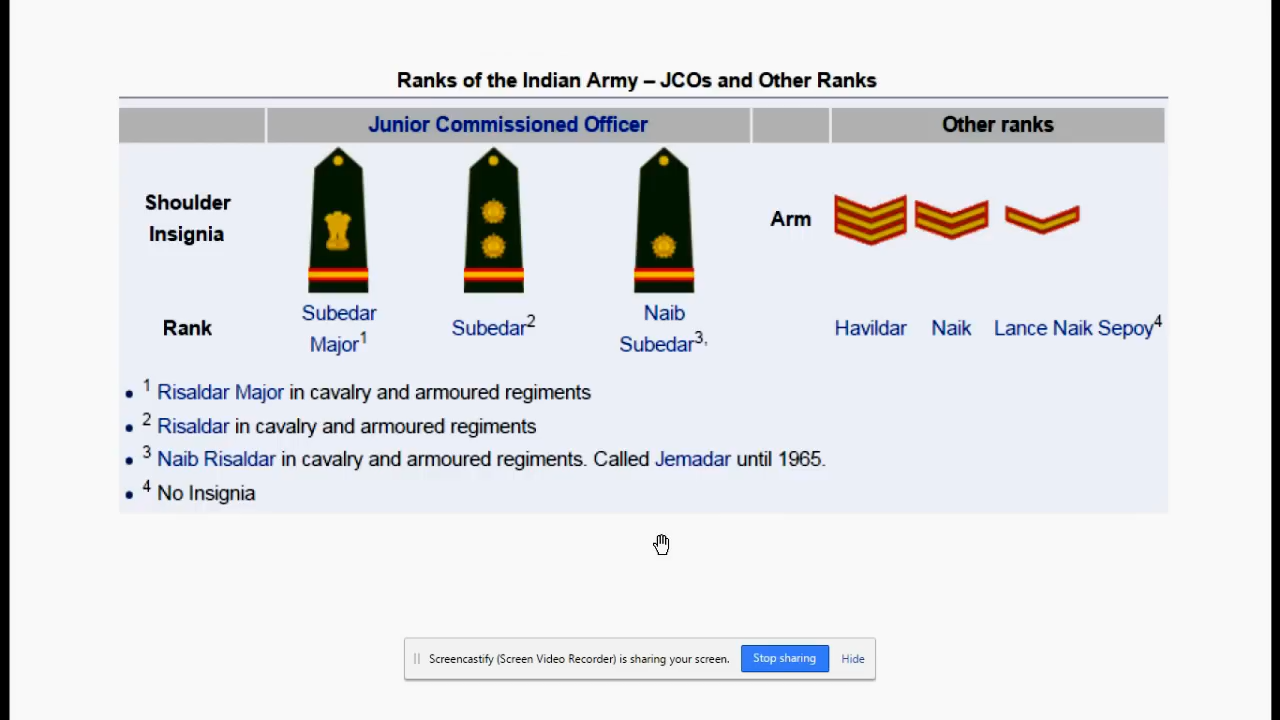 Ranks of the Indian Army – JCOs and Other Ranks
Junior Commissioned Officer Other ranks
Shoulder
Insignia
Arm
Rank
Subedar
Major1
Subedar2
Naib
Subedar3,
Havildar Naik Lance Naik Sepoy4
• 1 Risaldar Major in cavalry and armoured regiments
• 2 Risaldar in cavalry and armoured regiments
• 3 Naib Risaldar in cavalry and armoured regiments. Called Jemadar until 1965.
• 4 No Insignia
Screencastify (Screen Video Recorder) is sharing your screen. Stop sharing Hide